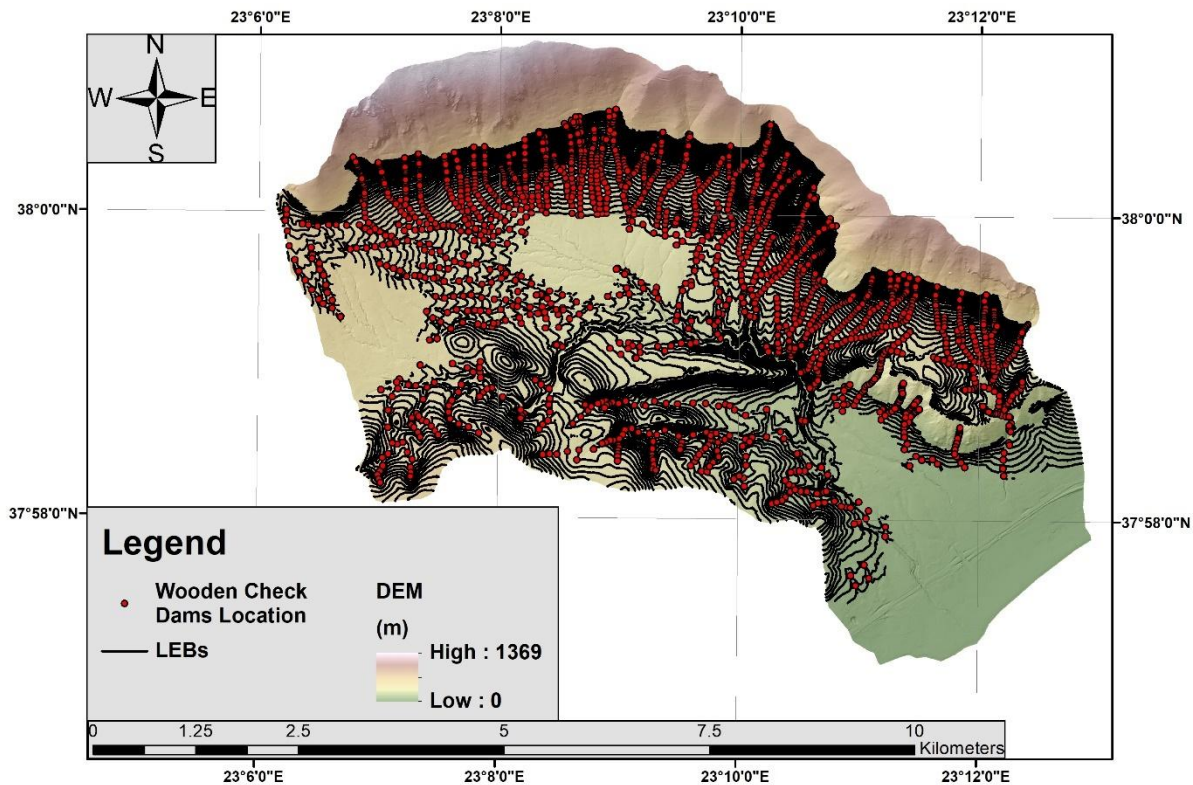 23°6'0"E 23°8'0"E 23°10'0"E 23°12'0"E
N
W E
S
38°0'0"N 38°0'0"N
37°58'0"N 37°58'0"N
Legend
Wooden Check
Dams Location
LEBs
DEM
(m)
High : 1369
Low : 0
0 1.25 2.5 5 7.5 10
Kilometers
23°6'0"E 23°8'0"E 23°10'0"E 23°12'0"E